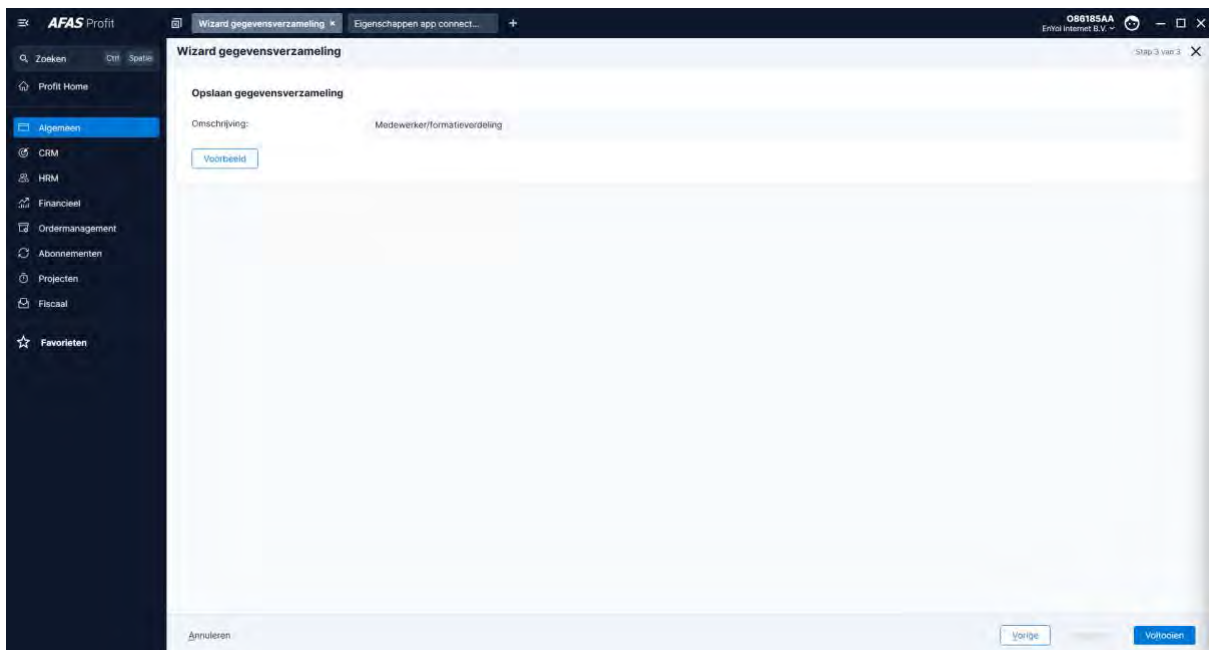 AFAS Profit
Wizard gegevensverzameling ×
Eigenschappen app connect...
+
O86185AA
EnYoi Internet B.V.
Zoeken
Ctrl Spatie
Wizard gegevensverzameling
Stap 3 van 3
Profit Home
Opslaan gegevensverzameling
Algemeen
Omschrijving:
Medewerker/formatieverdeling
CRM
Voorbeeld
HRM
Financieel
Ordermanagement
Abonnementen
Projecten
Fiscaal
Favorieten
Annuleren
Vorige
Voltooien